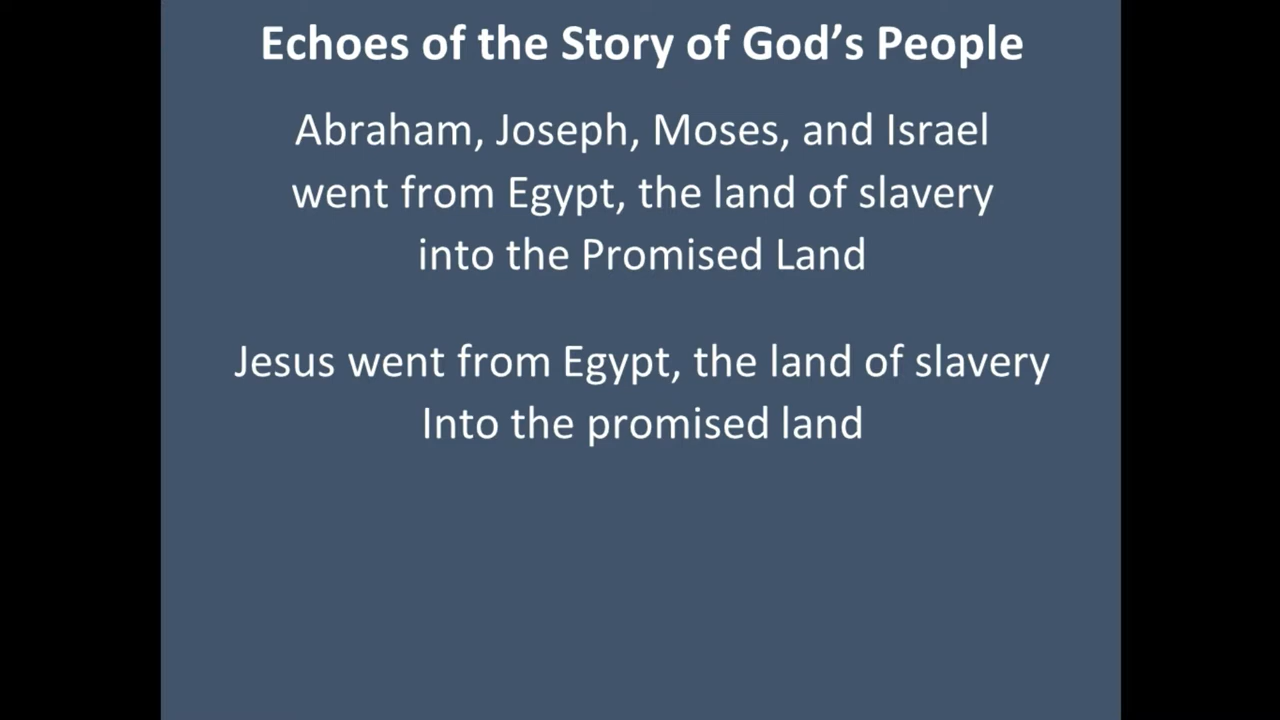 Echoes of the Story of God’s People
Abraham, Joseph, Moses, and Israel
went from Egypt, the land of slavery
into the Promised Land
Jesus went from Egypt, the land of slavery
Into the promised land